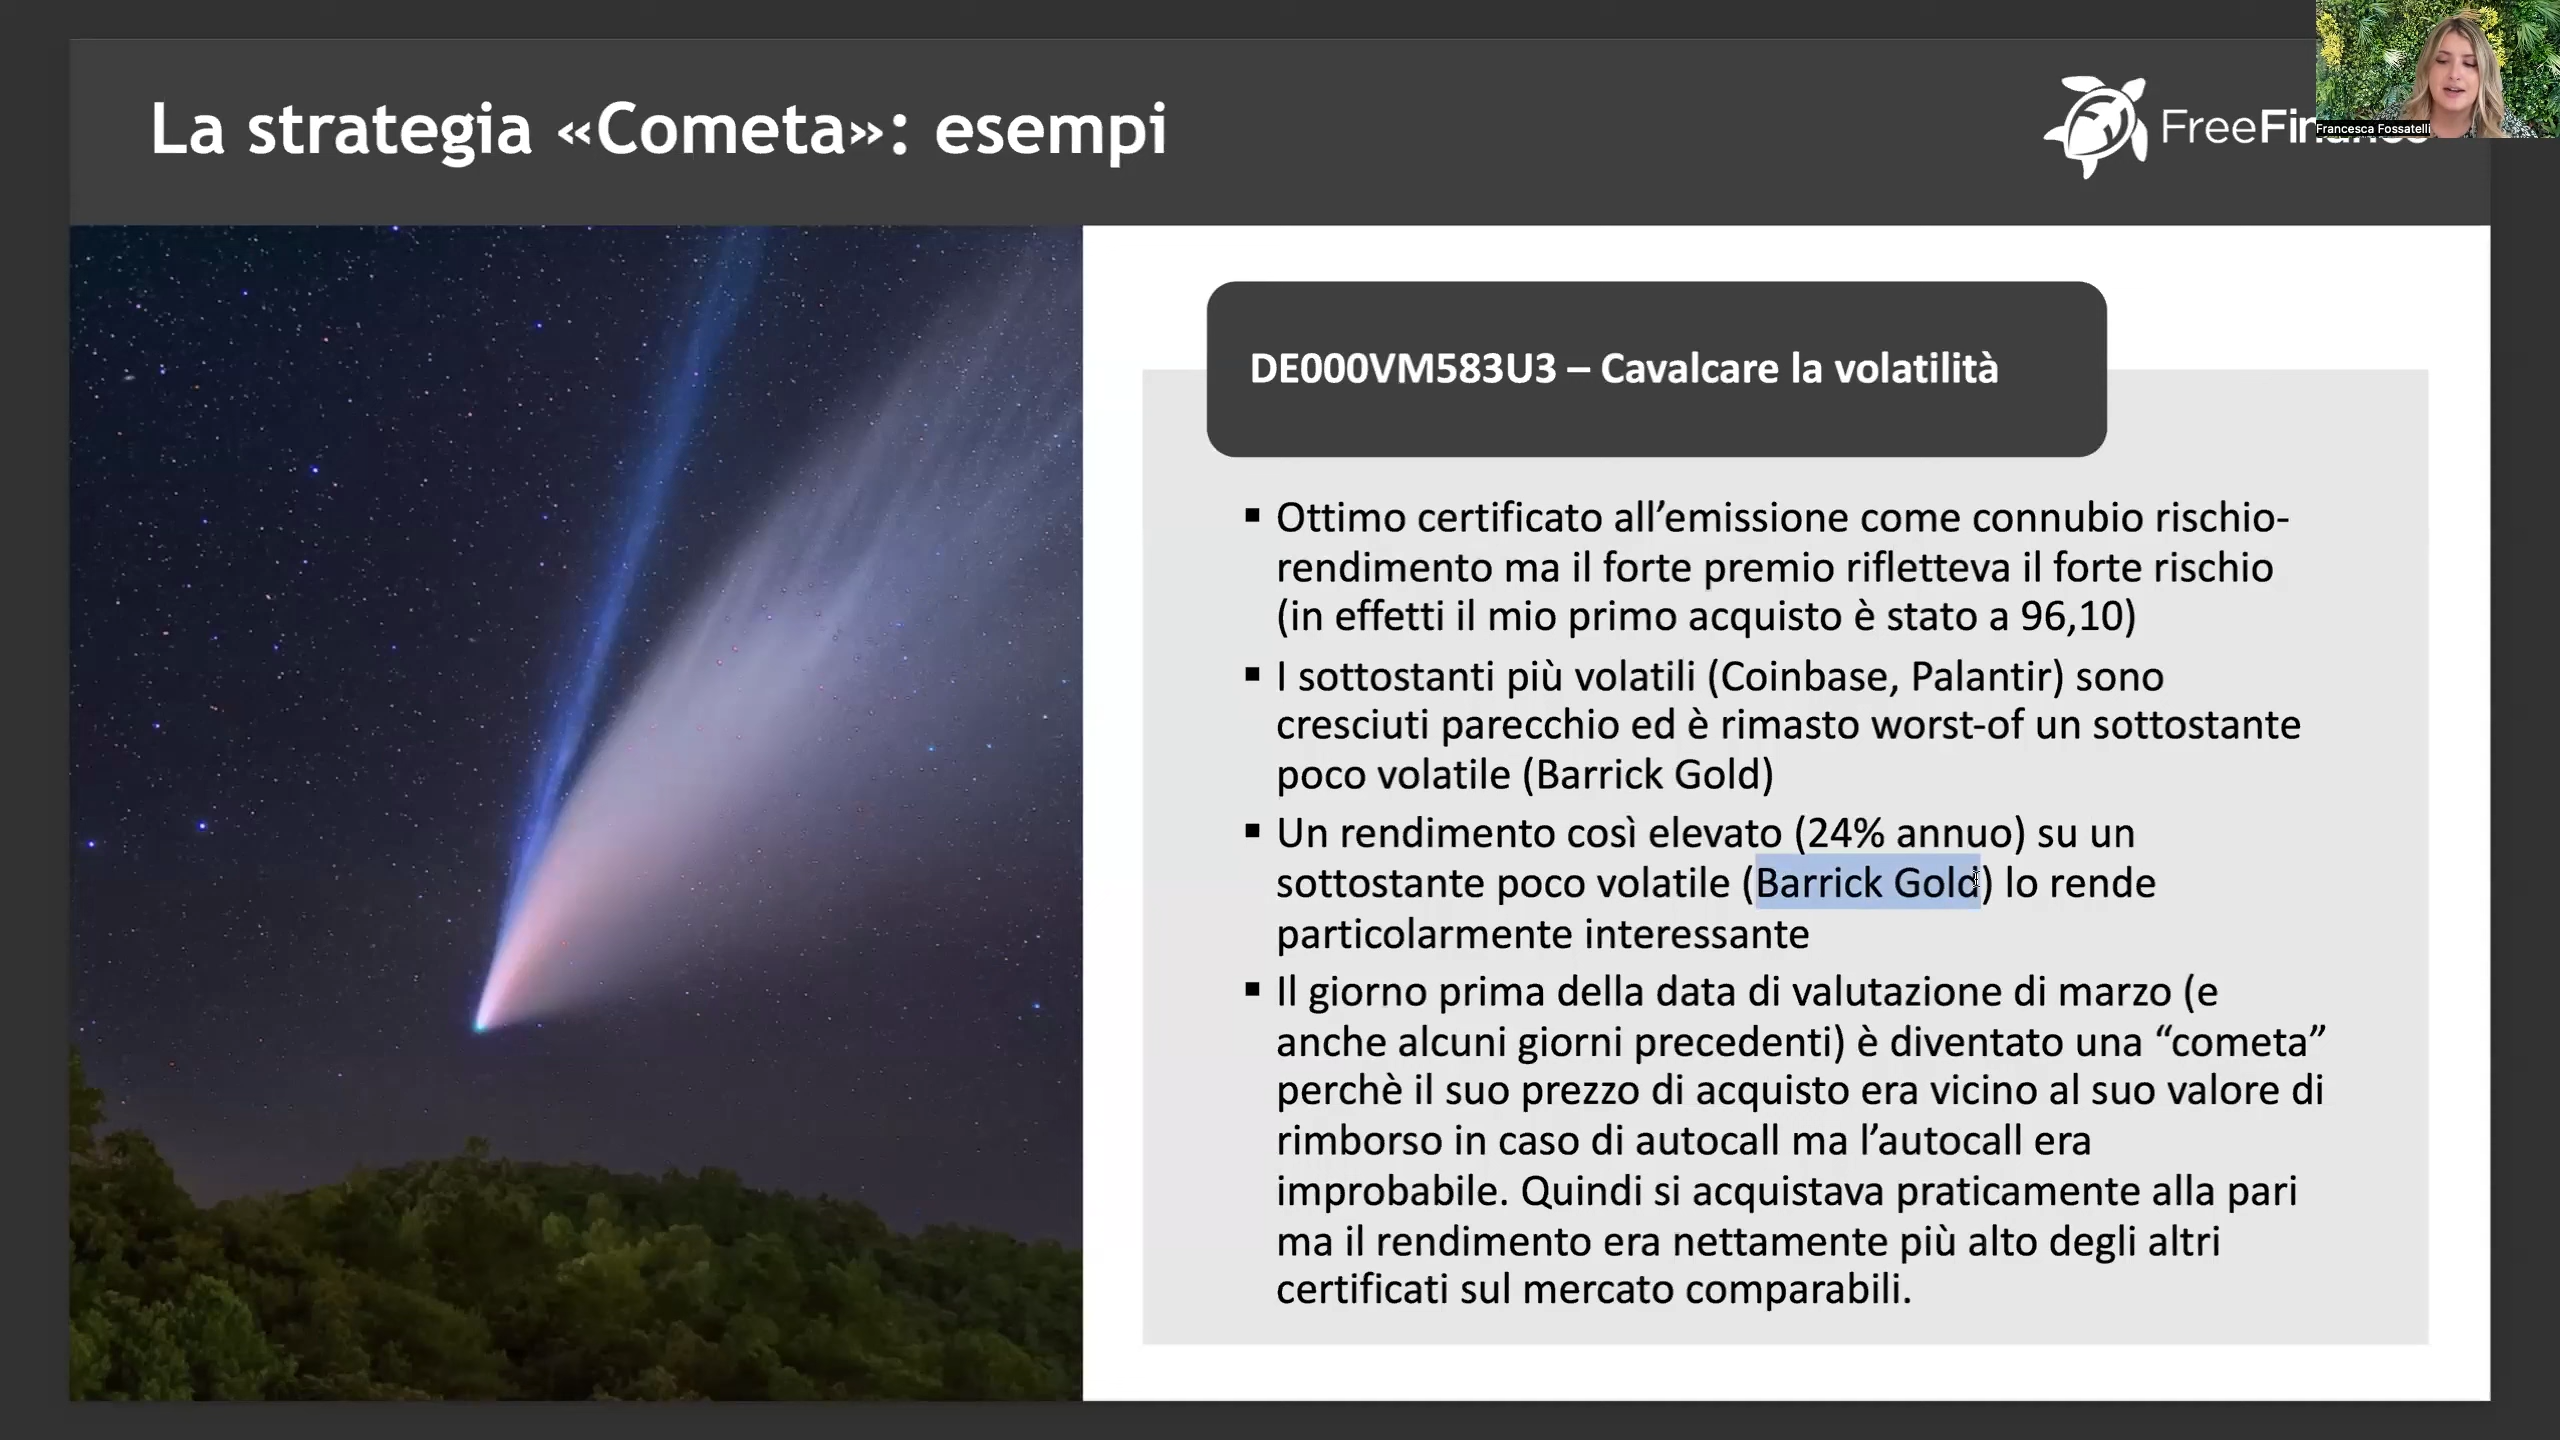 La strategia «Cometa»: esempi
Francesca Fossatelli
DE000VM583U3 – Cavalcare la volatilità
▪ Ottimo certificato all’emissione come connubio rischio-
rendimento ma il forte premio rifletteva il forte rischio
(in effetti il mio primo acquisto è stato a 96,10)
▪ I sottostanti più volatili (Coinbase, Palantir) sono
cresciuti parecchio ed è rimasto worst-of un sottostante
poco volatile (Barrick Gold)
▪ Un rendimento così elevato (24% annuo) su un
sottostante poco volatile (Barrick Gold) lo rende
particolarmente interessante
▪ Il giorno prima della data di valutazione di marzo (e
anche alcuni giorni precedenti) è diventato una “cometa”
perchè il suo prezzo di acquisto era vicino al suo valore di
rimborso in caso di autocall ma l’autocall era
improbabile. Quindi si acquistava praticamente alla pari
ma il rendimento era nettamente più alto degli altri
certificati sul mercato comparabili.